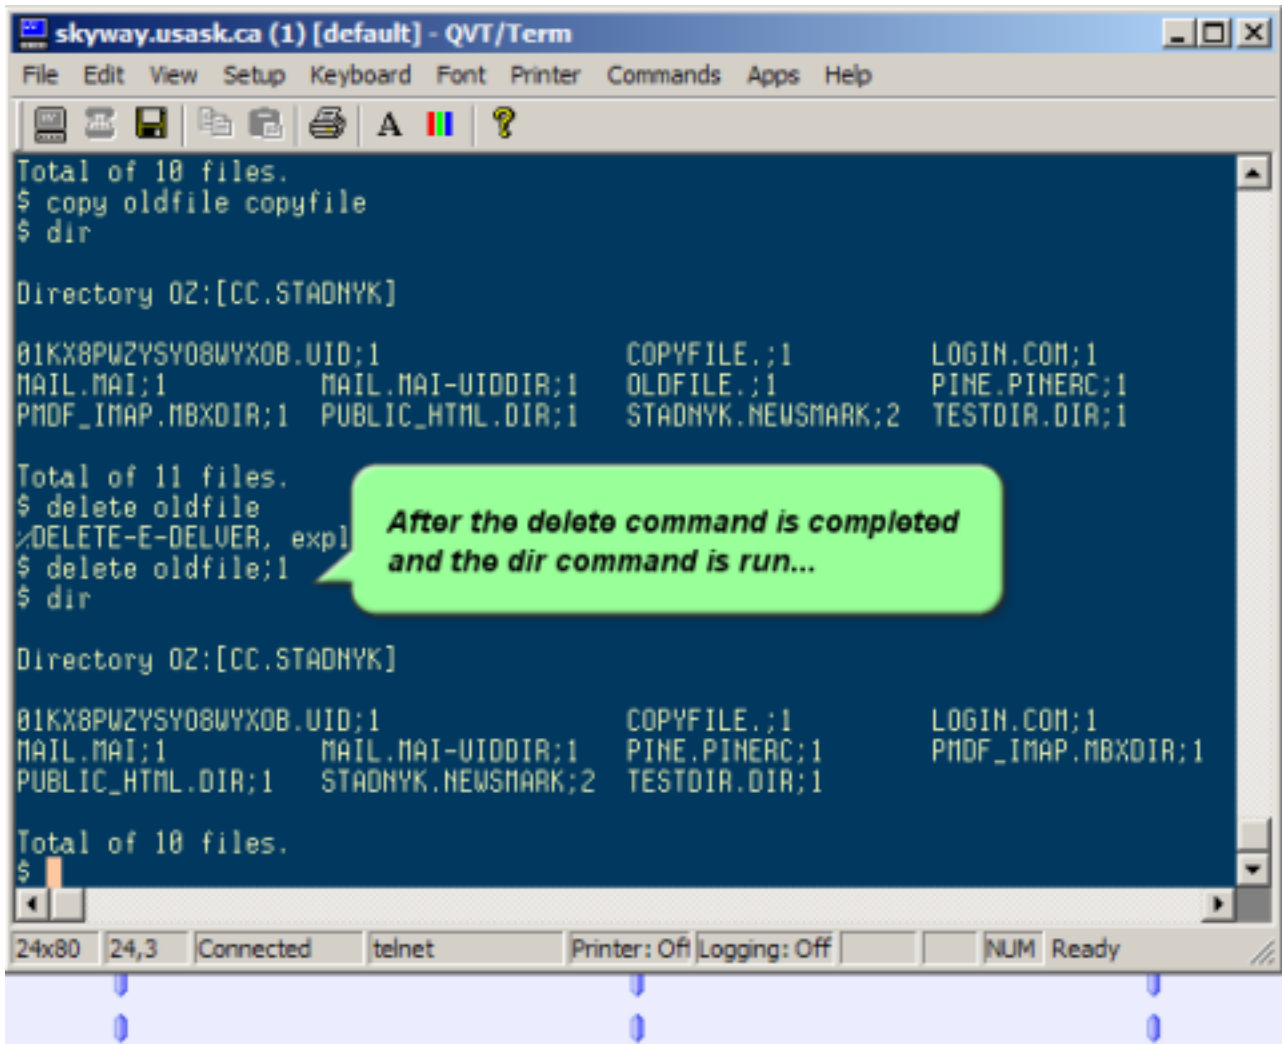 skyway.usask.ca (1) [default] - QVT/Term
File Edit View Setup Keyboard Font Printer Commands Apps Help
Total of 10 files.
$ copy oldfile copyfile
$ dir
Directory OZ:[CC.STADNYK]
01KX8PWZYSYO8WYXOB.UID;1 COPYFILE.;1 LOGIN.COM;1
MAIL.MAI;1 MAIL.MAI-UIDDIR;1 OLDFILE.;1 PINE.PINERC;1
PMDF_IMAP.MBXDIR;1 PUBLIC_HTML.DIR;1 STADNYK.NEWSMARK;2 TESTDIR.DIR;1
Total of 11 files.
$ delete oldfile
%DELETE-E-DELVER, expl
$ delete oldfile;1
$ dir
After the delete command is completed
and the dir command is run...
Directory OZ:[CC.STADNYK]
01KX8PWZYSYO8WYXOB.UID;1 COPYFILE.;1 LOGIN.COM;1
MAIL.MAI;1 MAIL.MAI-UIDDIR;1 PINE.PINERC;1 PMDF_IMAP.MBXDIR;1
PUBLIC_HTML.DIR;1 STADNYK.NEWSMARK;2 TESTDIR.DIR;1
Total of 10 files.
$
24x80 24,3 Connected telnet Printer: Off Logging: Off NUM Ready